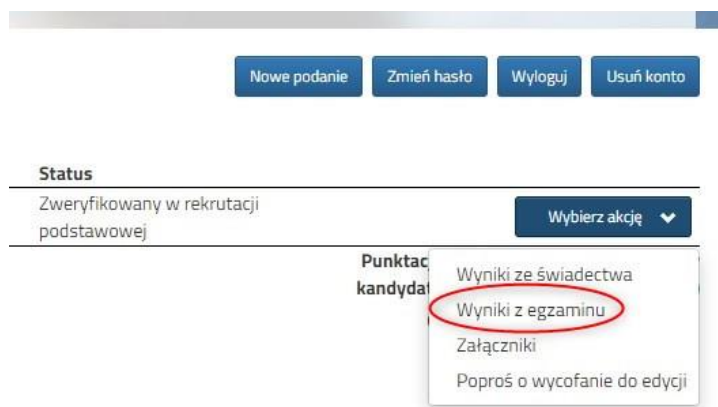 Nowe podanie Zmień hasło Wyloguj Usuń konto
Status
Zweryfikowany w rekrutacji
podstawowej
Wybierz akcję
Wyniki ze świadectwa
Wyniki z egzaminu
Załączniki
Poproś o wycofanie do edycji